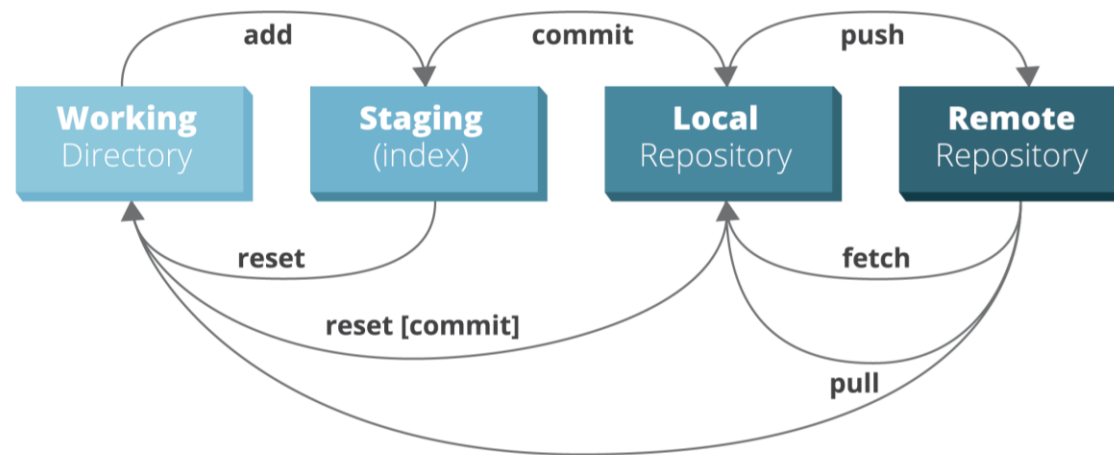 add
commit
push
Working
Directory
Staging
(index)
Local
Repository
Remote
Repository
reset
fetch
reset [commit]
pull